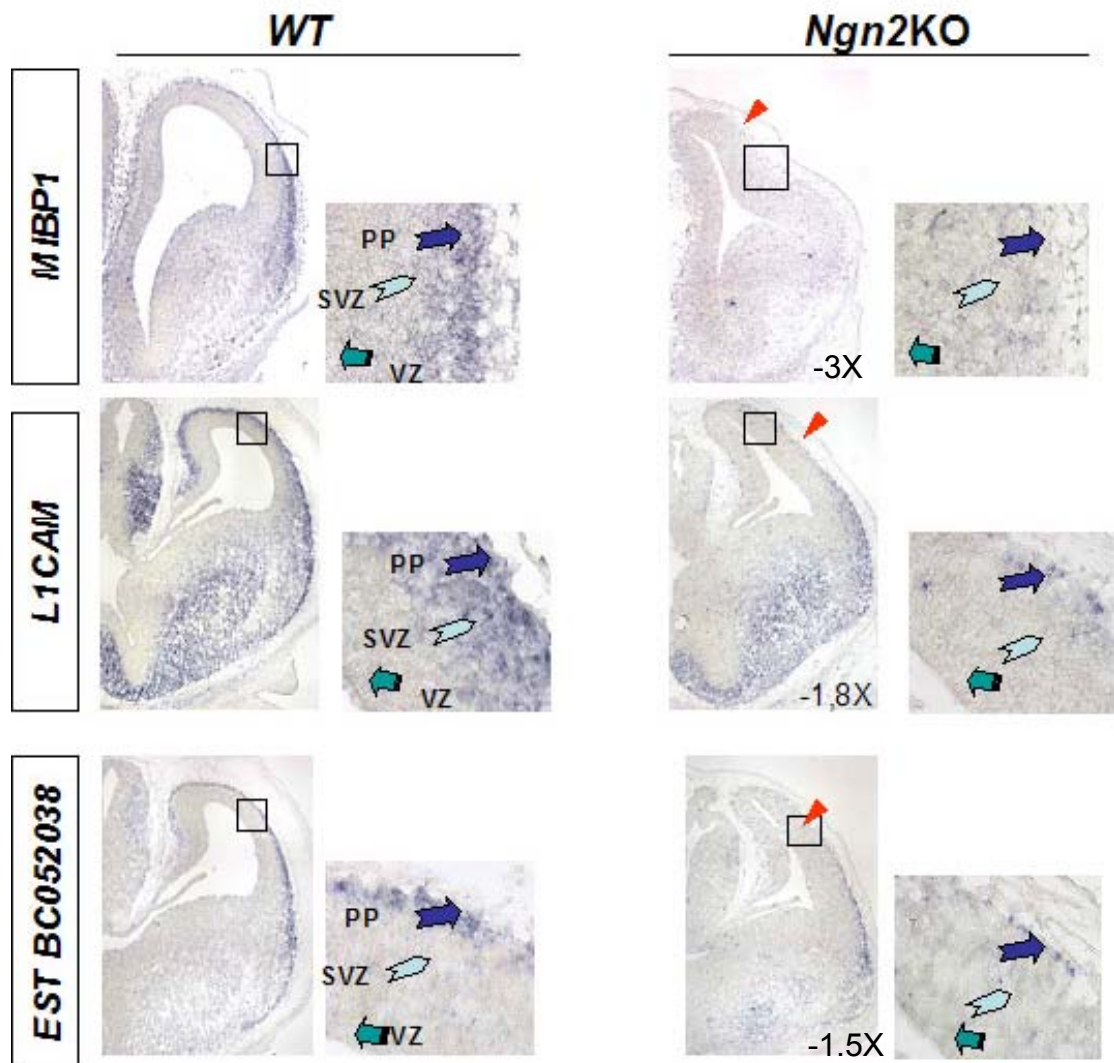 WT
Ngn2KO
MIBP1
PP
SVZ
VZ
-3X
L1CAM
PP
SVZ
VZ
-1,8X
EST BC052038
PP
SVZ
VZ
-1.5X